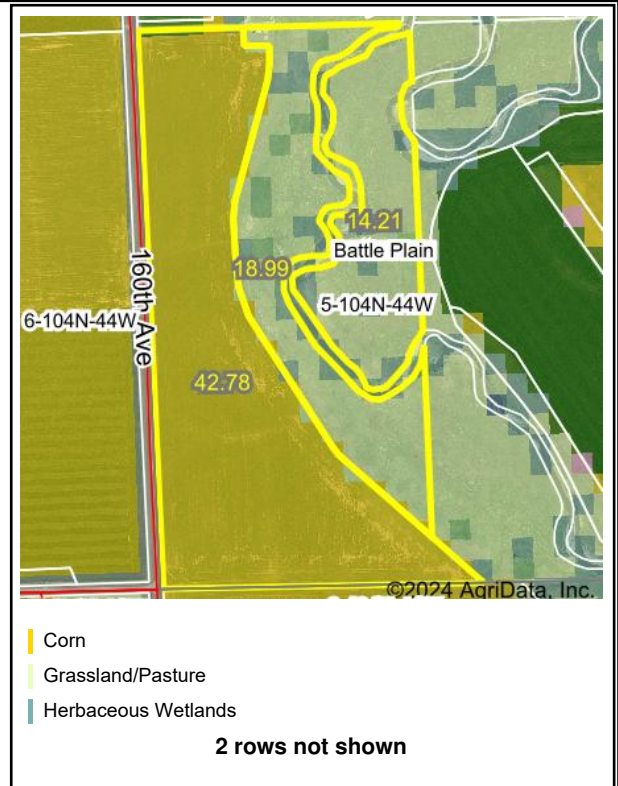 14.21
Battle Plain
18.99
160th Ave
5-104N-44W
6-104N-44W
42.78
©2024 AgriData, Inc.
Corn
Grassland/Pasture
Herbaceous Wetlands
2 rows not shown